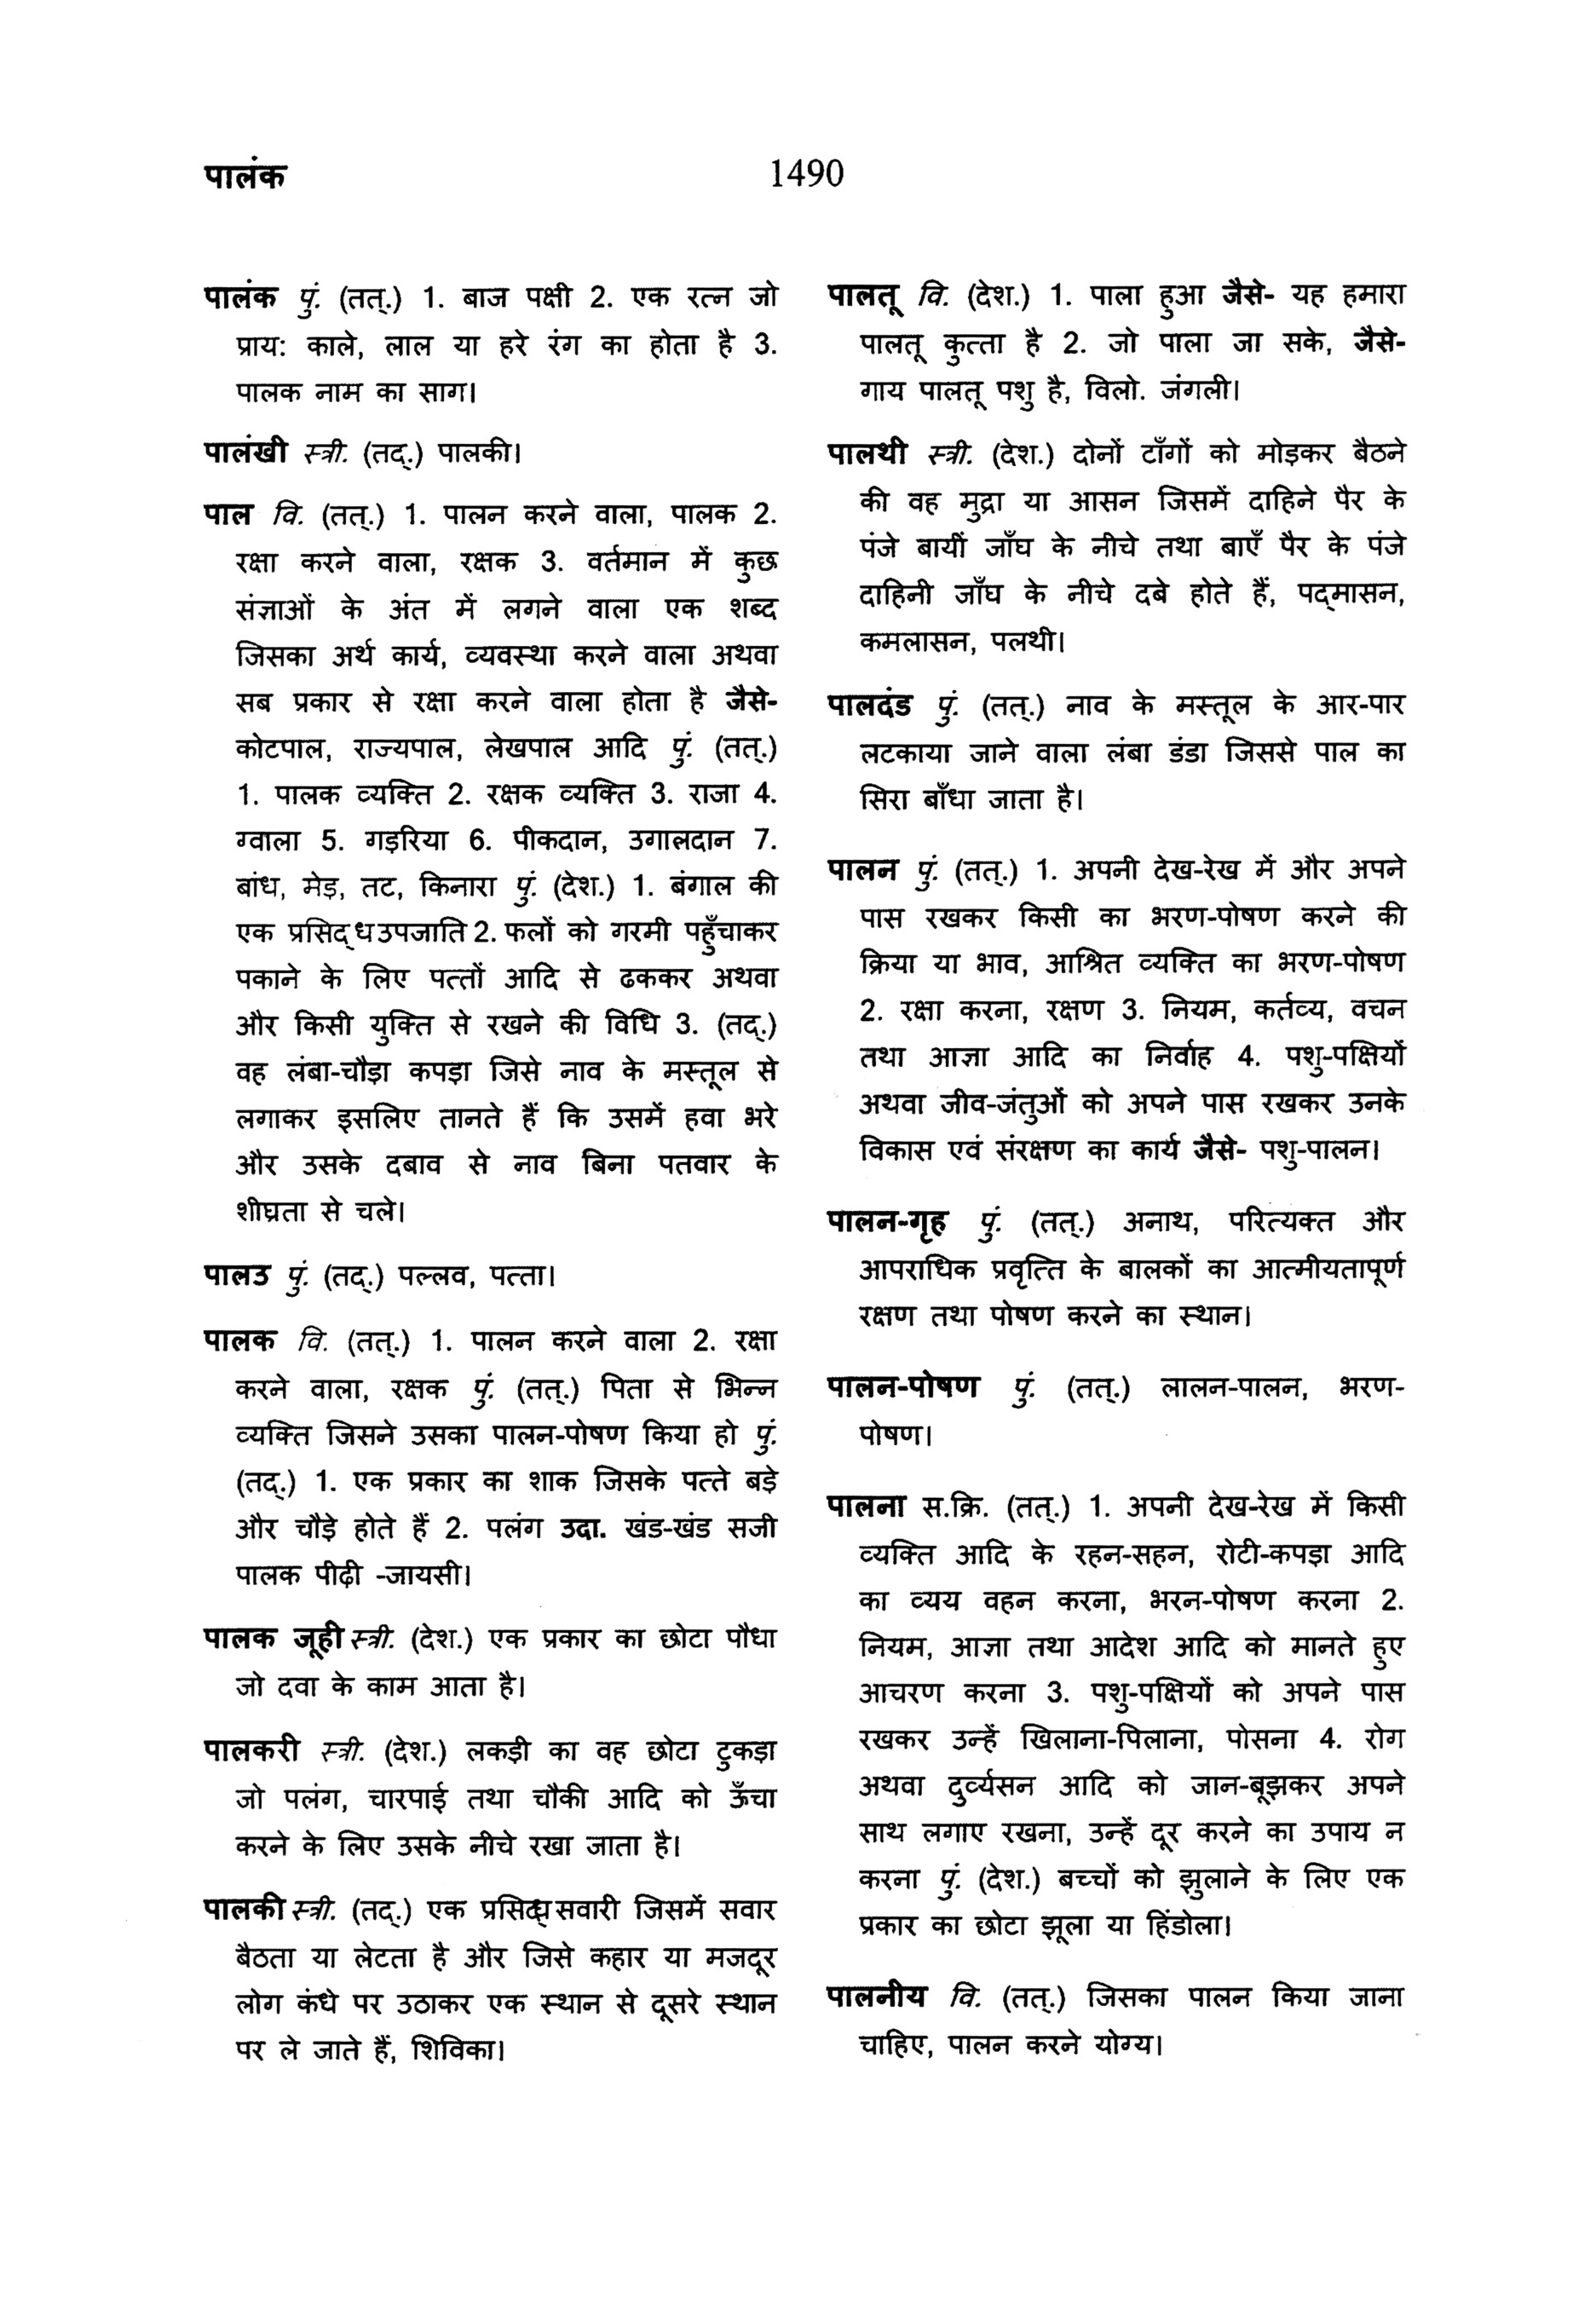 पालंक
1490
पालंक पुं. (तत्.) 1. बाज पक्षी 2. एक रत्न जो
प्राय: काले, लाल या हरे रंग का होता है 3.
पालक नाम का साग।
पालंखी स्त्री. (तद्.) पालकी।
पाल वि. (तत्.) 1. पालन करने वाला, पालक 2.
रक्षा करने वाला, रक्षक 3. वर्तमान में कुछ
संज्ञाओं के अंत में लगने वाला एक शब्द
जिसका अर्थ कार्य, व्यवस्था करने वाला अथवा
सब प्रकार से रक्षा करने वाला होता है जैसे-
कोटपाल, राज्यपाल, लेखपाल आदि पुं. (तत्.)
1. पालक व्यक्ति 2. रक्षक व्यक्ति 3. राजा 4.
ग्वाला 5. गड़रिया 6. पीकदान, उगालदान 7.
बांध, मेड़, तट, किनारा पुं. (देश.) 1. बंगाल की
एक प्रसिद्ध उपजाति 2. फलों को गरमी पहुँचाकर
पकाने के लिए पत्तों आदि से ढककर अथवा
और किसी युक्ति से रखने की विधि 3. (तद्.)
वह लंबा-चौड़ा कपड़ा जिसे नाव के मस्तूल से
लगाकर इसलिए तानते हैं कि उसमें हवा भरे
और उसके दबाव से नाव बिना पतवार के
शीघ्रता से चले।
पालउ पुं. (तद्.) पल्लव, पत्ता।
पालक वि. (तत्.) 1. पालन करने वाला 2. रक्षा
करने वाला, रक्षक पुं. (तत्.) पिता से भिन्न
व्यक्ति जिसने उसका पालन-पोषण किया हो पुं.
(तद्.) 1. एक प्रकार का शाक जिसके पत्ते बड़े
और चौड़े होते हैं 2. पलंग उदा. खंड-खंड सजी
पालक पीढ़ी -जायसी।
पालक जूही स्त्री. (देश.) एक प्रकार का छोटा पौधा
जो दवा के काम आता है।
पालकरी स्त्री. (देश.) लकड़ी का वह छोटा टुकड़ा
जो पलंग, चारपाई तथा चौकी आदि को ऊँचा
करने के लिए उसके नीचे रखा जाता है।
पालकी स्त्री. (तद्.) एक प्रसिद्ध सवारी जिसमें सवार
बैठता या लेटता है और जिसे कहार या मजदूर
लोग कंधे पर उठाकर एक स्थान से दूसरे स्थान
पर ले जाते हैं, शिविका।
पालतू वि. (देश.) 1. पाला हुआ जैसे- यह हमारा
पालतू कुत्ता है 2. जो पाला जा सके, जैसे-
गाय पालतू पशु है, विलो. जंगली।
पालथी स्त्री. (देश.) दोनों टाँगों को मोड़कर बैठने
की वह मुद्रा या आसन जिसमें दाहिने पैर के
पंजे बायीं जाँघ के नीचे तथा बाएँ पैर के पंजे
दाहिनी जाँघ के नीचे दबे होते हैं, पद्मासन,
कमलासन, पलथी।
पालदंड पुं. (तत्.) नाव के मस्तूल के आर-पार
लटकाया जाने वाला लंबा डंडा जिससे पाल का
सिरा बाँधा जाता है।
पालन पुं. (तत्.) 1. अपनी देख-रेख में और अपने
पास रखकर किसी का भरण-पोषण करने की
क्रिया या भाव, आश्रित व्यक्ति का भरण-पोषण
2. रक्षा करना, रक्षण 3. नियम, कर्तव्य, वचन
तथा आज्ञा आदि का निर्वाह 4. पशु-पक्षियों
अथवा जीव-जंतुओं को अपने पास रखकर उनके
विकास एवं संरक्षण का कार्य जैसे- पशु-पालन।
पालन-गृह पुं. (तत्.) अनाथ, परित्यक्त और
आपराधिक प्रवृत्ति के बालकों का आत्मीयतापूर्ण
रक्षण तथा पोषण करने का स्थान।
पालन-पोषण पुं. (तत्.) लालन-पालन, भरण-
पोषण।
पालना स.क्रि. (तत्.) 1. अपनी देख-रेख में किसी
व्यक्ति आदि के रहन-सहन, रोटी-कपड़ा आदि
का व्यय वहन करना, भरन-पोषण करना 2.
नियम, आज्ञा तथा आदेश आदि को मानते हुए
आचरण करना 3. पशु-पक्षियों को अपने पास
रखकर उन्हें खिलाना-पिलाना, पोसना 4. रोग
अथवा दुर्व्यसन आदि को जान-बूझकर अपने
साथ लगाए रखना, उन्हें दूर करने का उपाय न
करना पुं. (देश.) बच्चों को झुलाने के लिए एक
प्रकार का छोटा झूला या हिंडोला।
पालनीय वि. (तत्.) जिसका पालन किया जाना
चाहिए, पालन करने योग्य।